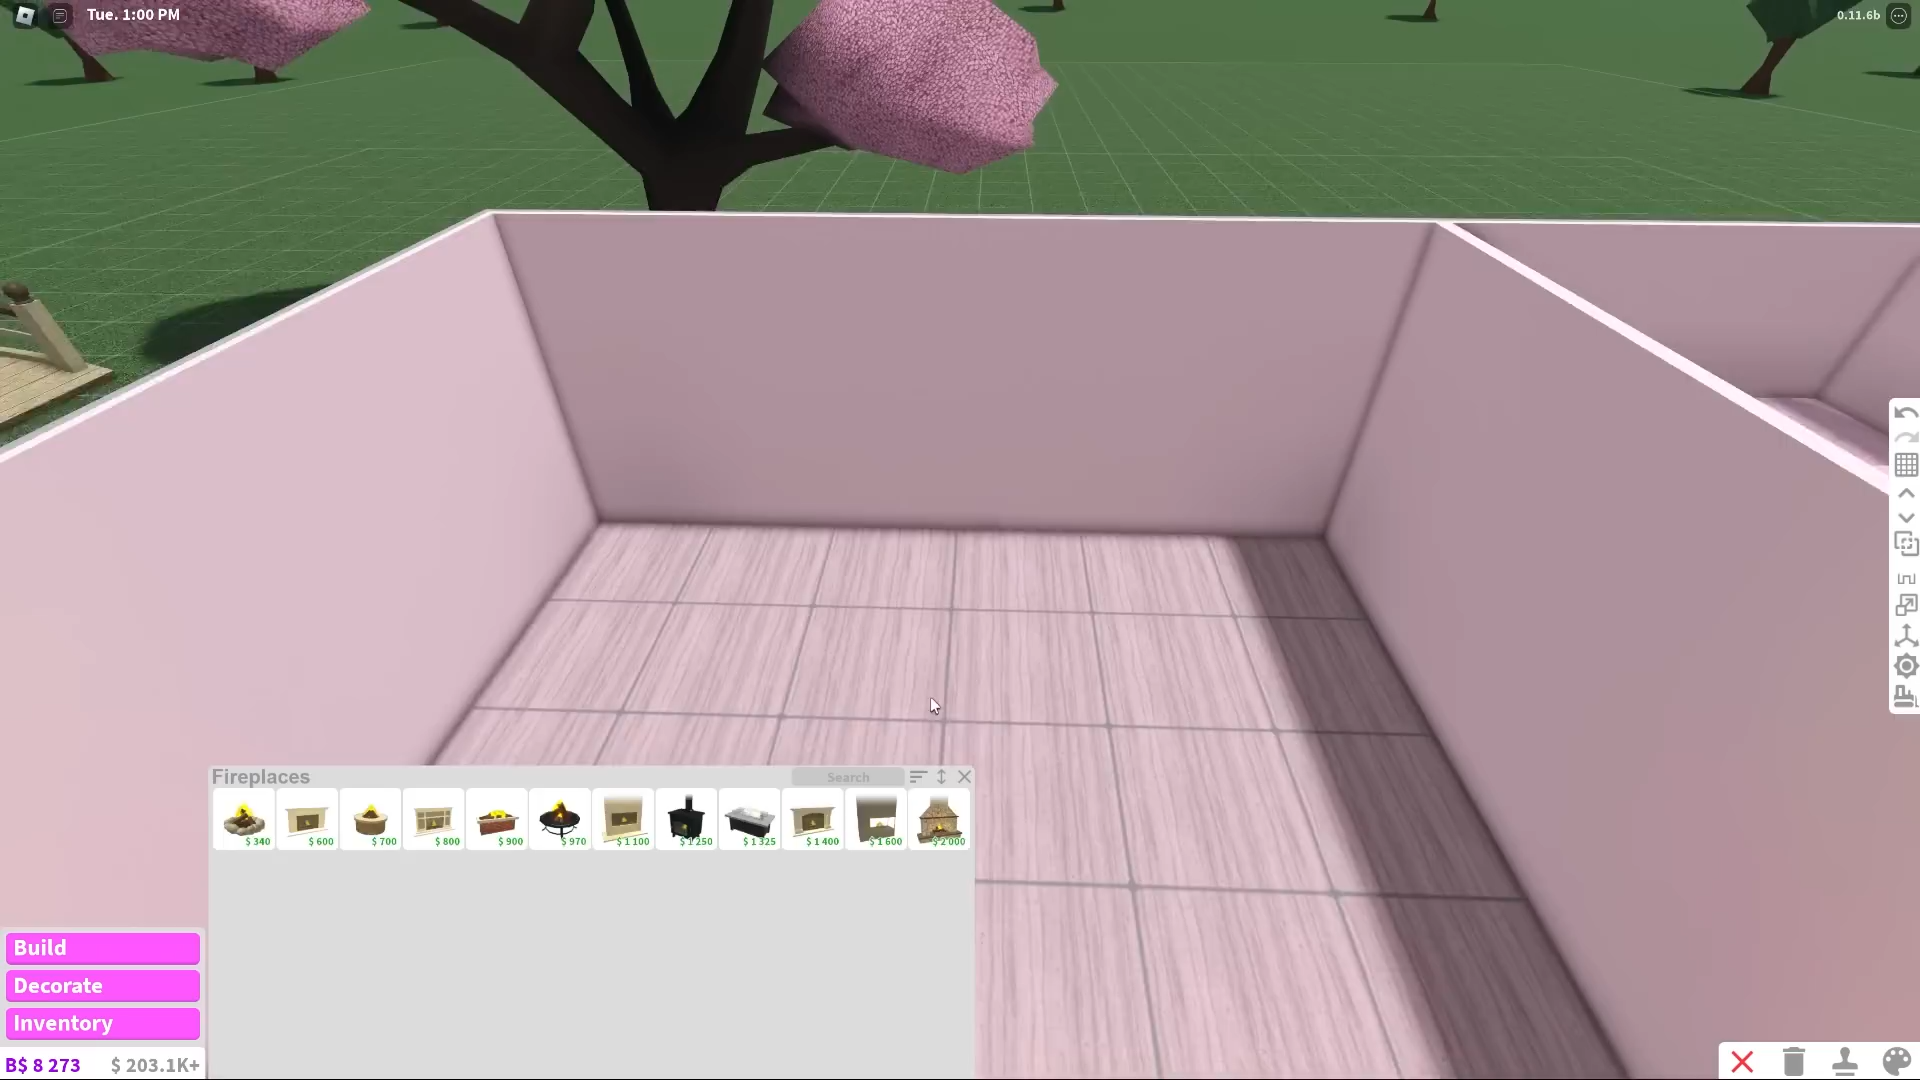 Tue. 1:00 PM
0.11.6b
Fireplaces
Search
$ 340
$ 600
$ 700
$ 800
$ 900
$ 970
$ 1 100
$ 1 250
$ 1 325
$ 1 400
$ 1 600
$ 2 000
Build
Decorate
Inventory
B$ 8 273
$ 203.1K+